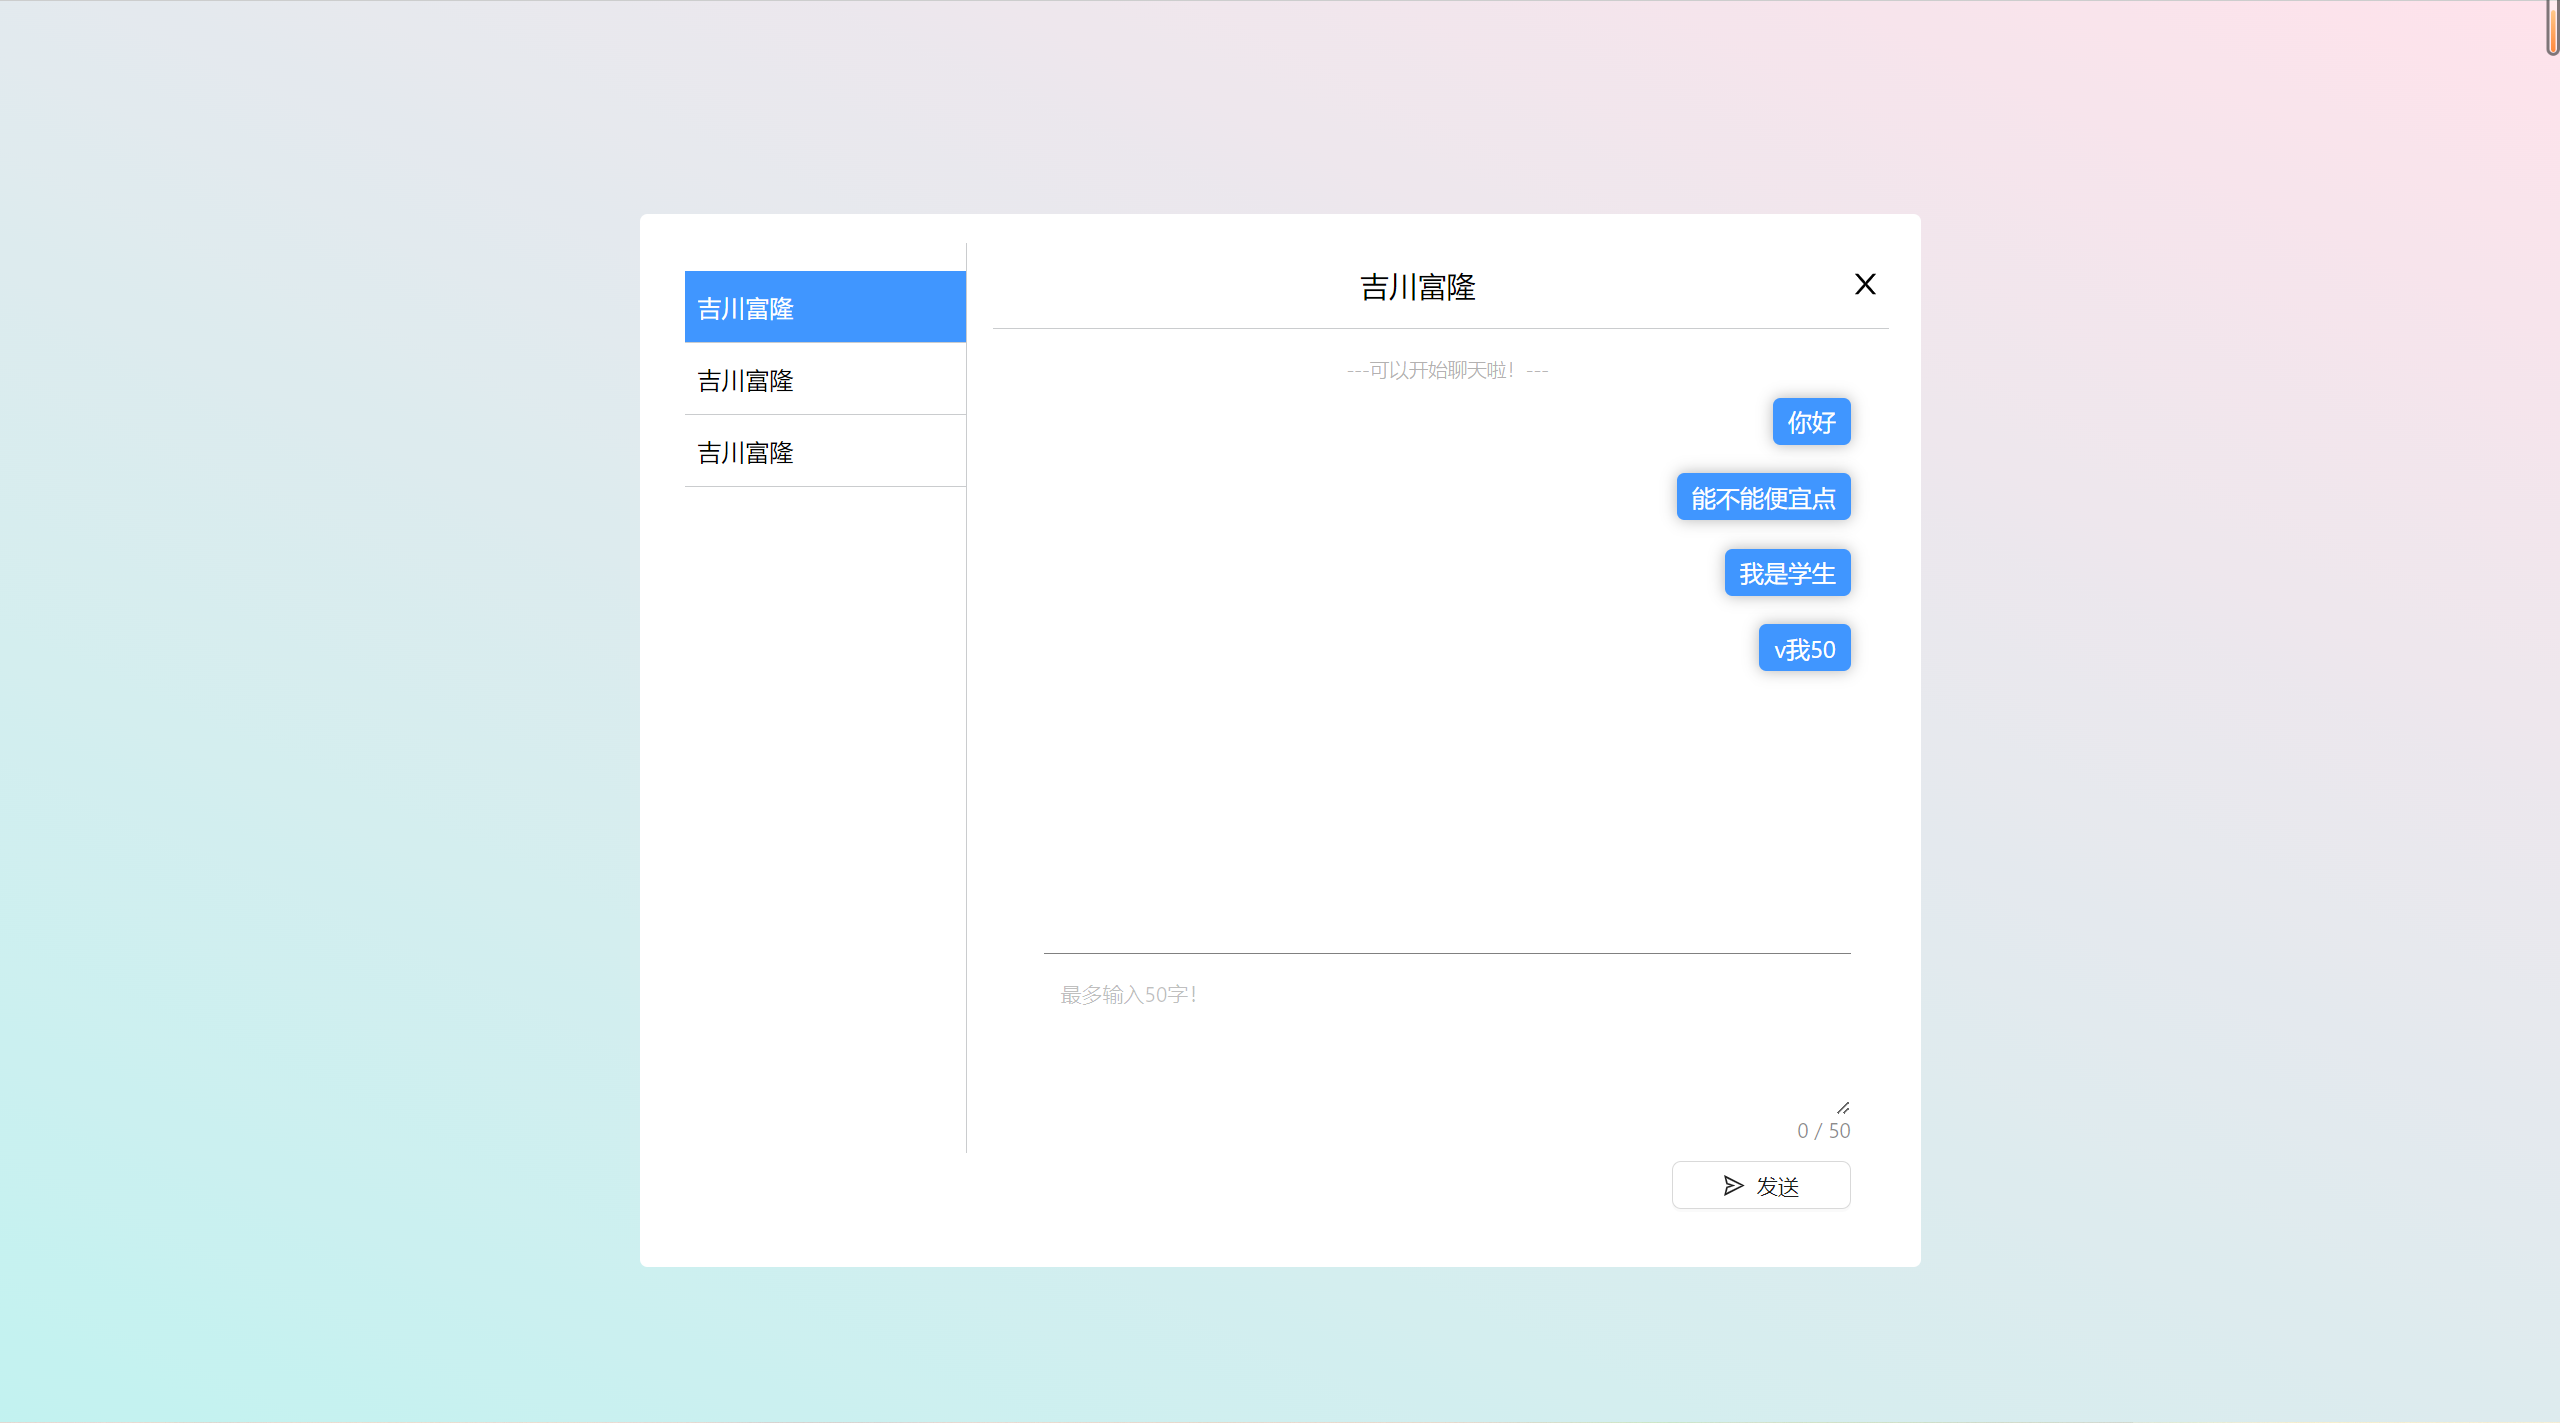 吉川富隆
吉川富隆
吉川富隆
吉川富隆
---可以开始聊天啦！---
你好
能不能便宜点
我是学生
v我50
最多输入50字！
0 / 50
发送